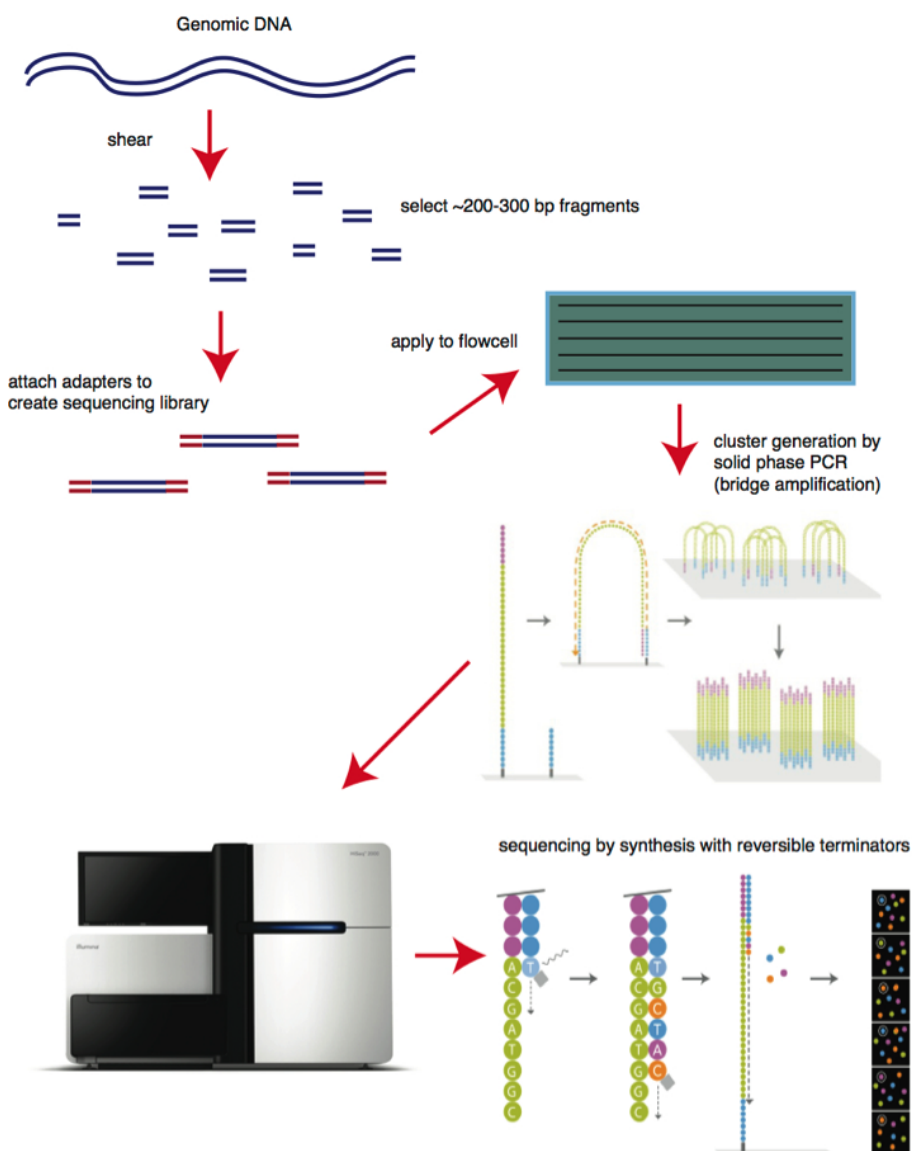 Genomic DNA
shear
select ~200-300 bp fragments
apply to flowcell
attach adapters to
create sequencing library
cluster generation by
solid phase PCR
(bridge amplification)
sequencing by synthesis with reversible terminators
illumina
A T
C
G
A
T
G
G
C
A T
C G
G C
A T
T A
G C
G
C